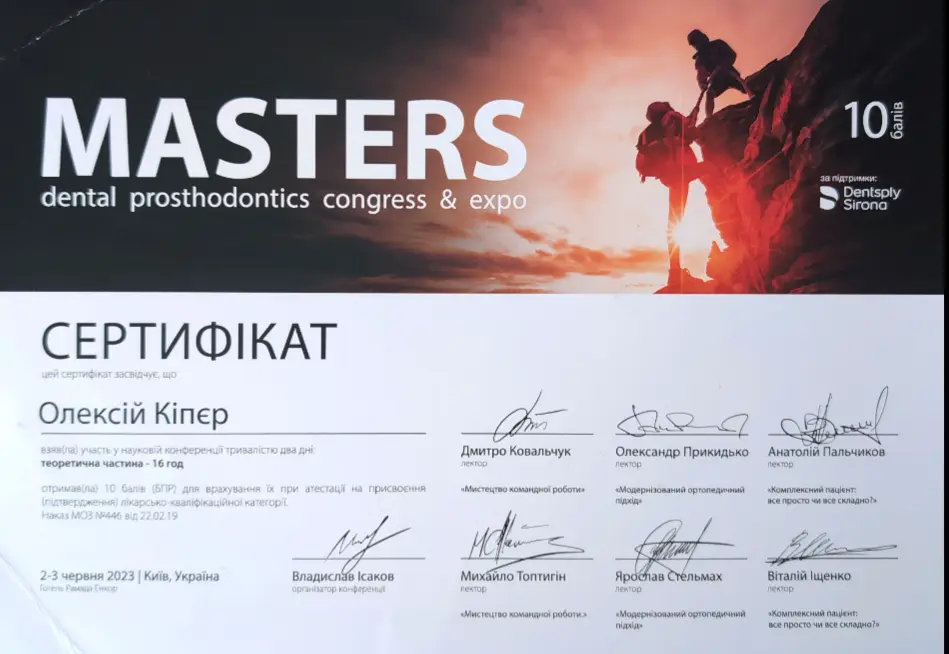 MASTERS
dental prosthodontics congress & expo
10 балів
за підтримки:
Dentsply
Sirona
СЕРТИФІКАТ
цей сертифікат засвідчує, що
Олексій Кіпєр
взяв(ла) участь у науковій конференції тривалістю два дні:
теоретична частина - 16 год
отримав(ла) 10 балів (БПР) для врахування їх при атестації на присвоєння
(підтвердження) лікарсько-кваліфікаційної категорії.
Наказ МОЗ №446 від 22.02.19
Дмитро Ковальчук
лектор
«Мистецтво командної роботи»
Олександр Прикидько
лектор
«Модернізований ортопедичний
підхід»
Анатолій Пальчиков
лектор
«Комплексний пацієнт:
все просто чи все складно?»
2-3 червня 2023 | Київ, Україна
Готель Рамада Енкор
Владислав Ісаков
організатор конференції
Михайло Топтигін
лектор
«Мистецтво командної роботи.»
Ярослав Стельмах
лектор
«Модернізований ортопедичний
підхід»
Віталій Іщенко
лектор
«Комплексний пацієнт:
все просто чи все складно?»